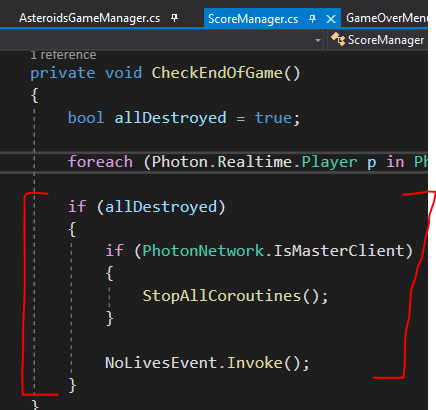 AsteroidsGameManager.cs ScoreManager.cs GameOverMenu
ScoreManager
1 reference
private void CheckEndOfGame()
{
bool allDestroyed = true;
foreach (Photon.Realtime.Player p in Ph
if (allDestroyed)
{
if (PhotonNetwork.IsMasterClient)
{
StopAllCoroutines();
}
NoLivesEvent.Invoke();
}
}